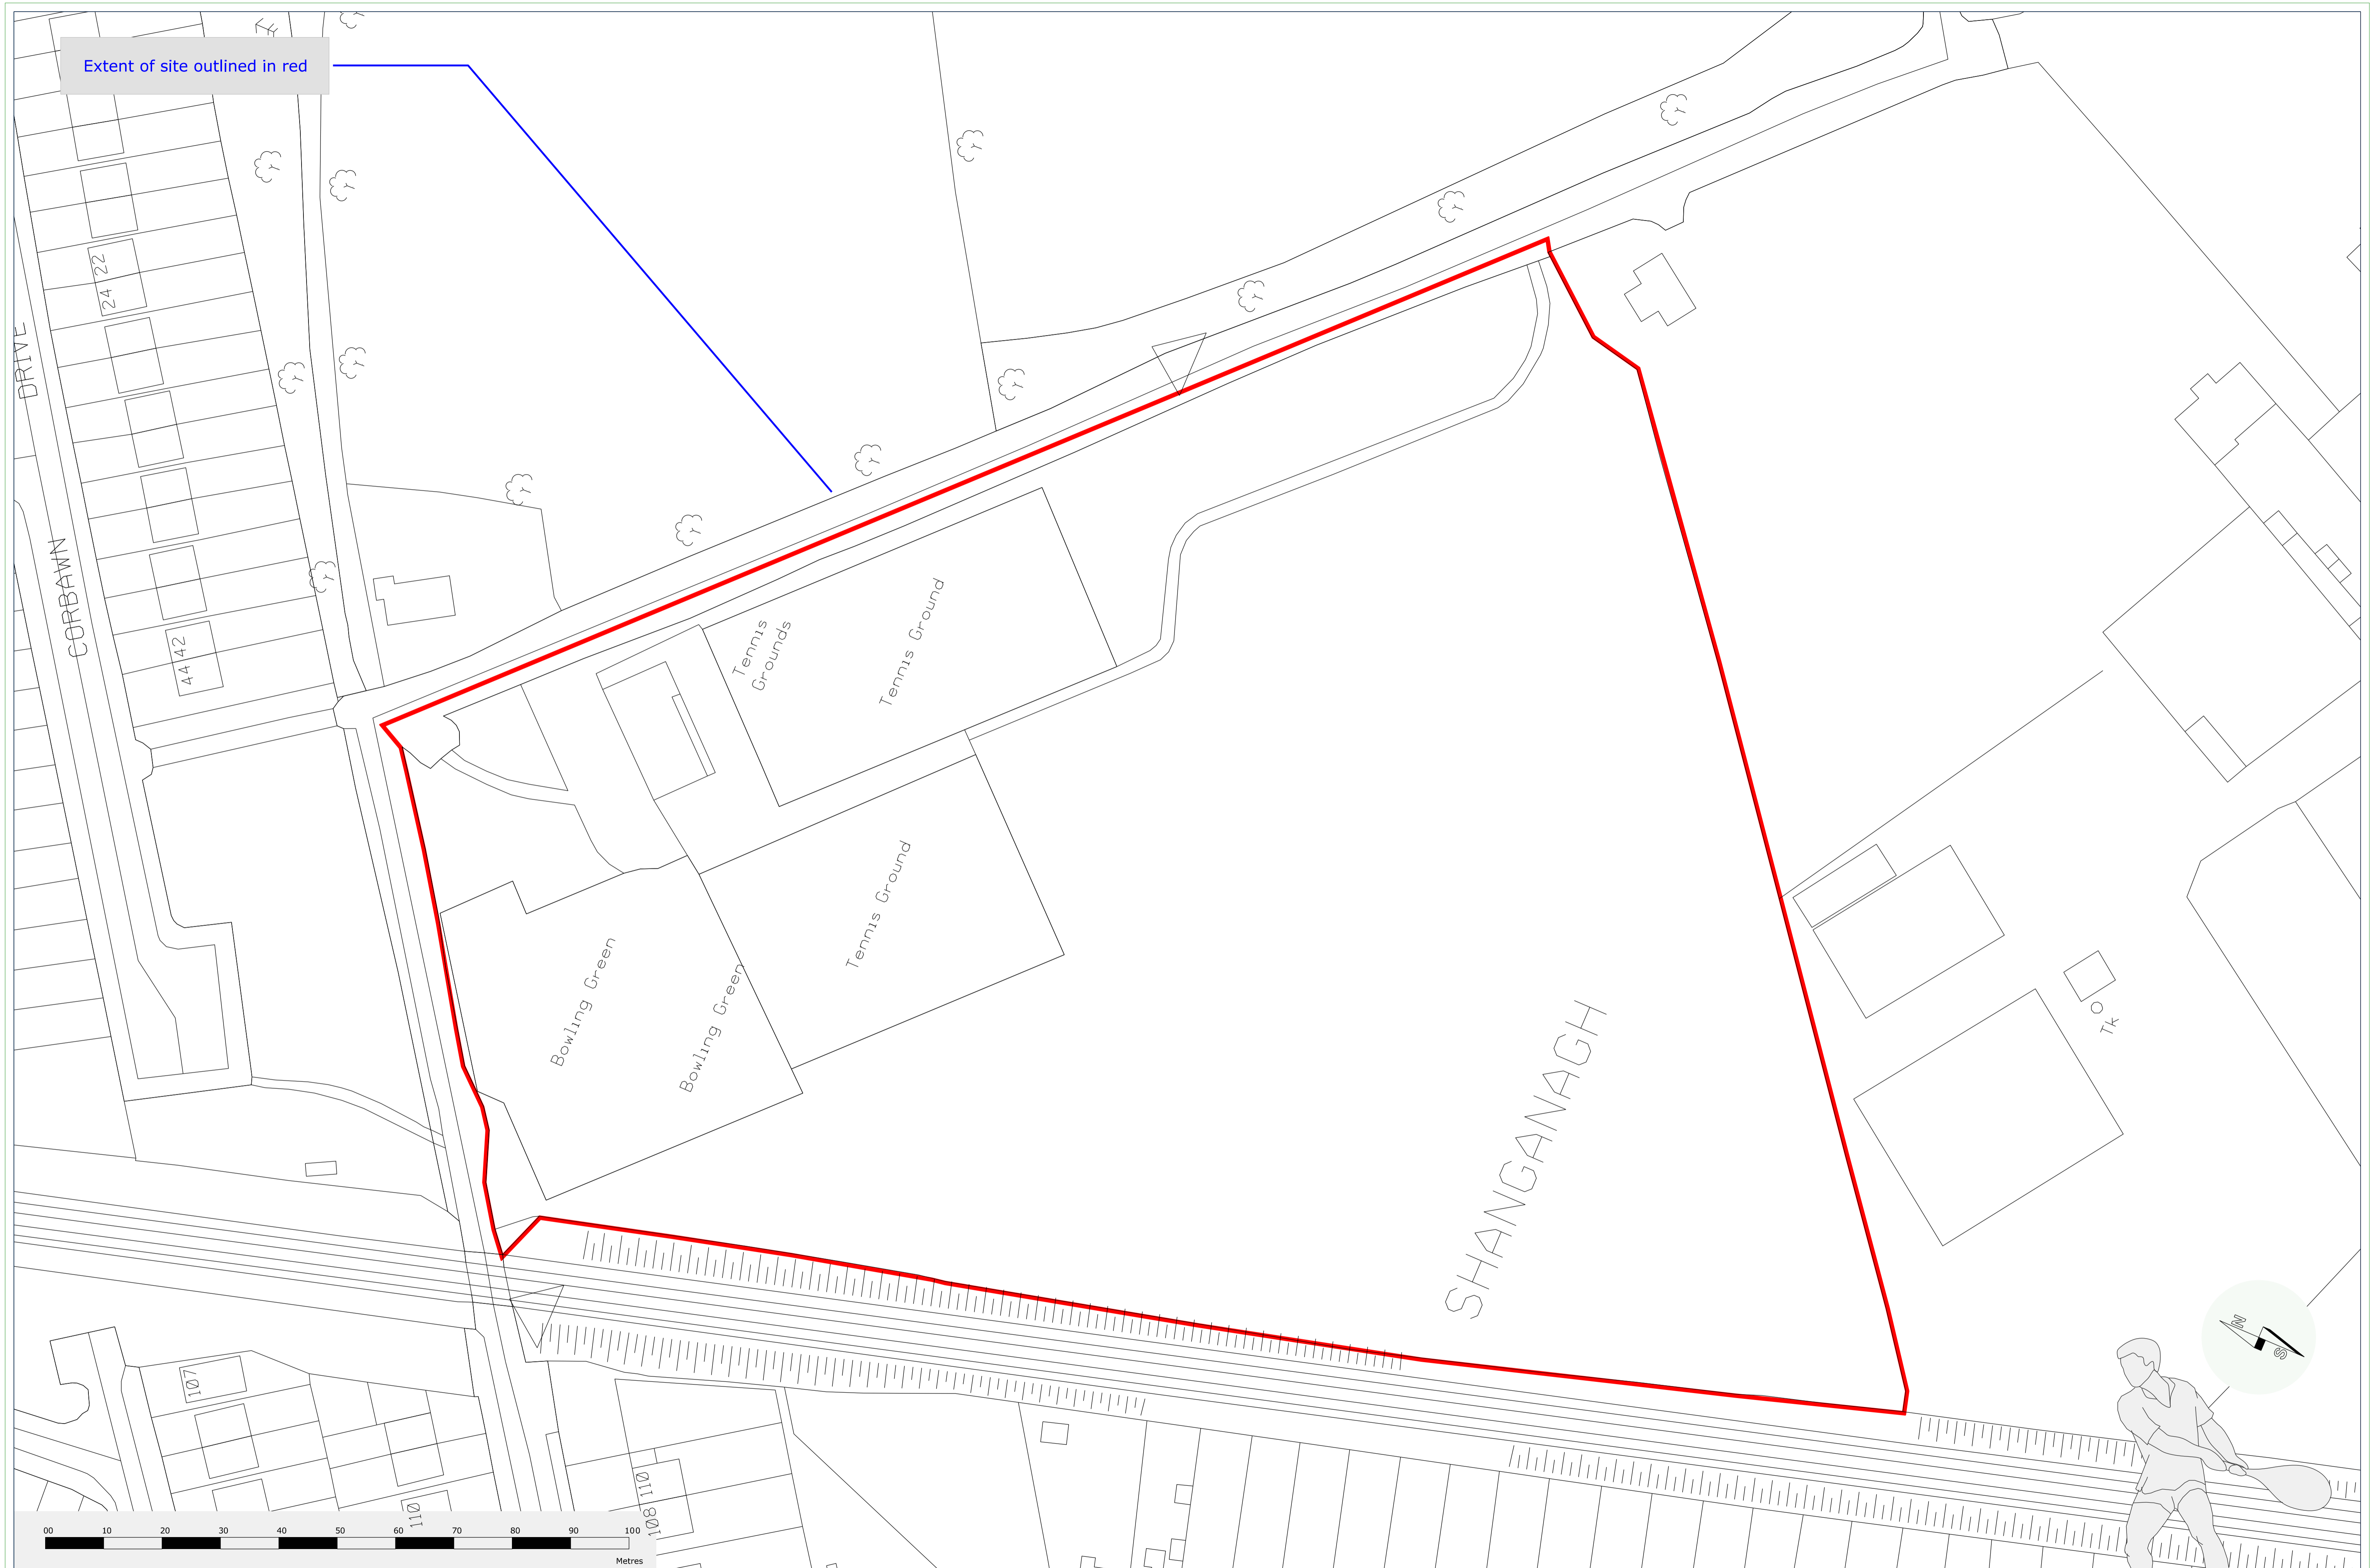 Extent of site outlined in red
24 22
DRIVE
CORBAWN
44 42
Tennis
Grounds
Tennis Ground
Tennis Ground
Bowling Green
Bowling Green
SHANGANAGH
Tk
N
S
107
110
108 110
00 10 20 30 40 50 60 70 80 90 100
Metres